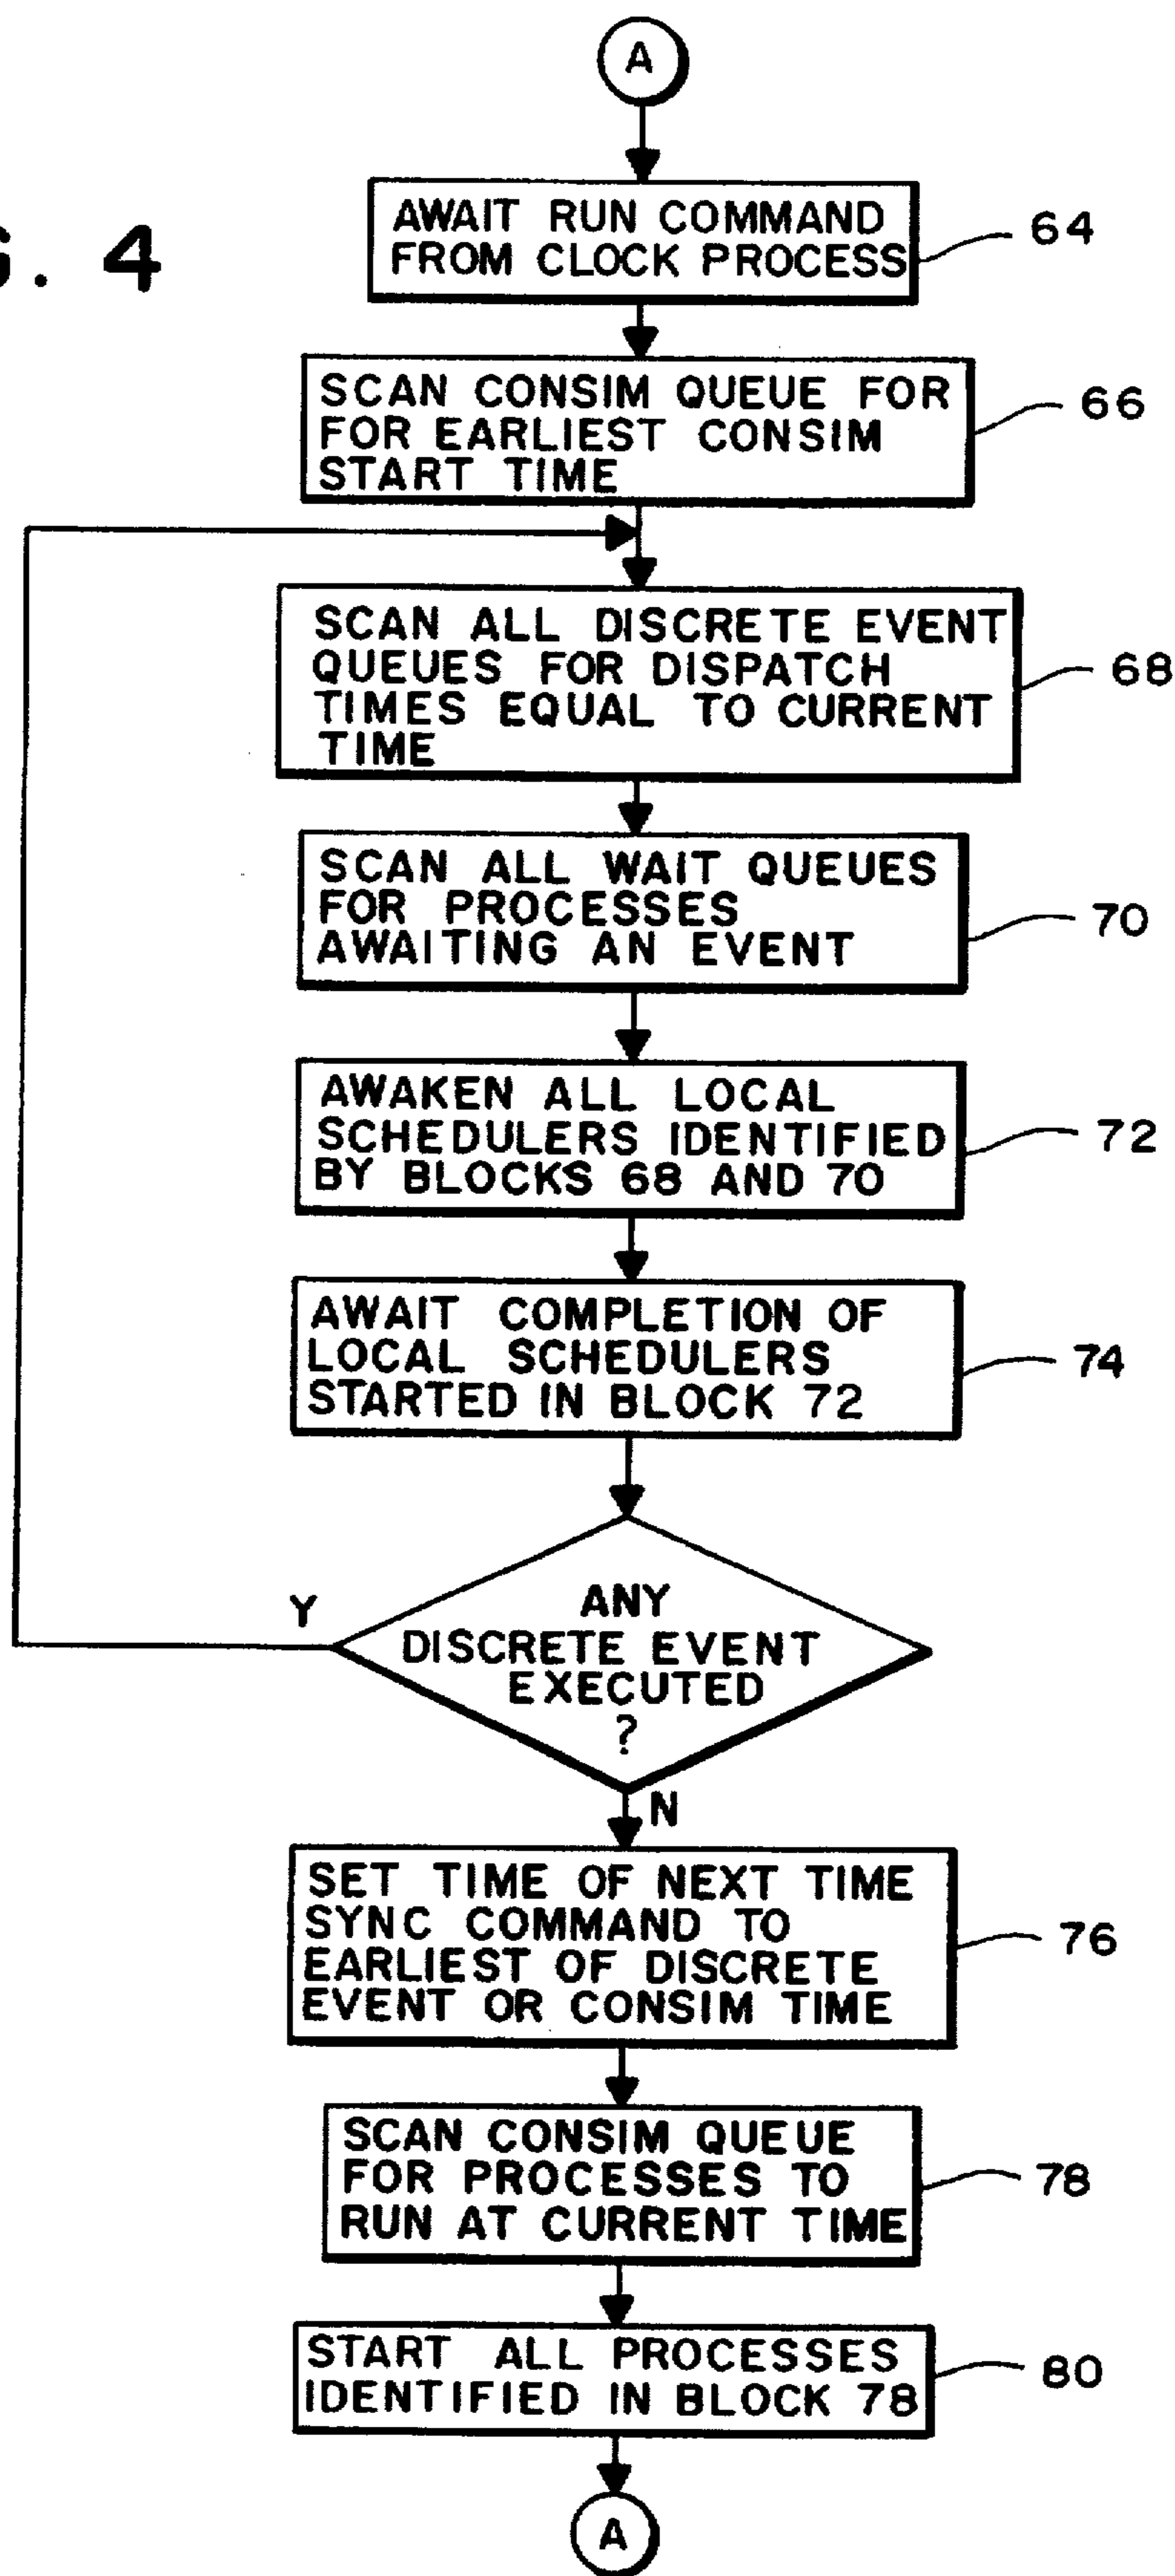 A
G. 4
AWAIT RUN COMMAND
FROM CLOCK PROCESS
64
SCAN CONSIM QUEUE FOR
FOR EARLIEST CONSIM
START TIME
66
SCAN ALL DISCRETE EVENT
QUEUES FOR DISPATCH
TIMES EQUAL TO CURRENT
TIME
68
SCAN ALL WAIT QUEUES
FOR PROCESSES
AWAITING AN EVENT
70
AWAKEN ALL LOCAL
SCHEDULERS IDENTIFIED
BY BLOCKS 68 AND 70
72
AWAIT COMPLETION OF
LOCAL SCHEDULERS
STARTED IN BLOCK 72
74
Y
ANY
DISCRETE EVENT
EXECUTED
?
N
SET TIME OF NEXT TIME
SYNC COMMAND TO
EARLIEST OF DISCRETE
EVENT OR CONSIM TIME
76
SCAN CONSIM QUEUE
FOR PROCESSES TO
RUN AT CURRENT TIME
78
START ALL PROCESSES
IDENTIFIED IN BLOCK 78
80
A